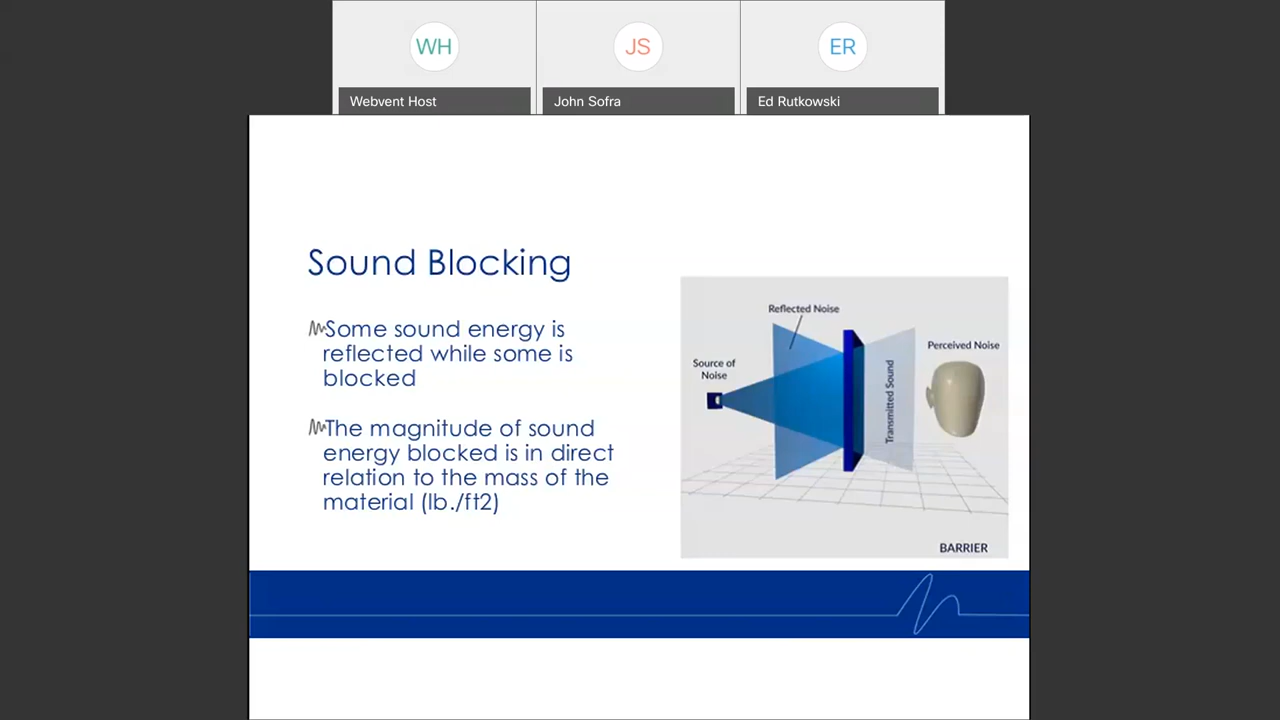 WH
JS
ER
Webvent Host
John Sofra
Ed Rutkowski
Sound Blocking
Some sound energy is
reflected while some is
blocked
The magnitude of sound
energy blocked is in direct
relation to the mass of the
material (lb./ft2)
Reflected Noise
Source of
Noise
Transmitted Sound
Perceived Noise
BARRIER